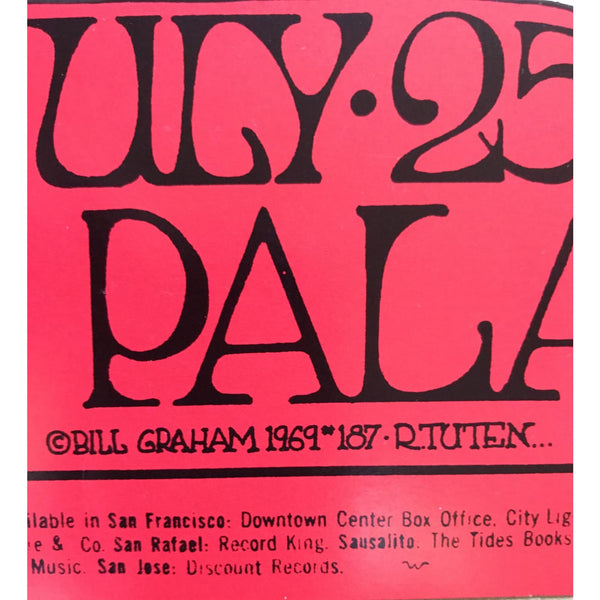 ULY · 25
PALA
©BILL GRAHAM 1969 #187 · R.TUTEN...
ilable in San Francisco: Downtown Center Box Office, City Lig
e & Co. San Rafael: Record King. Sausalito. The Tides Books
Music. San Jose: Discount Records.